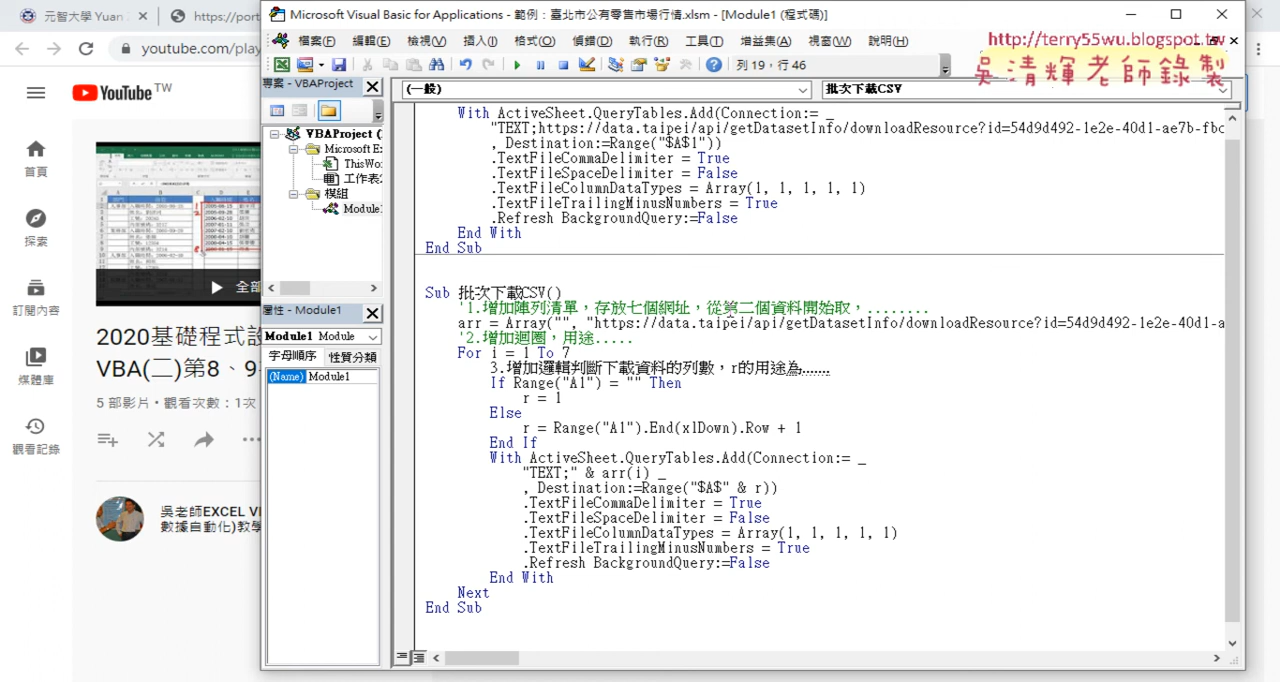 元智大學 Yuan
https://port
youtube.com/play
Microsoft Visual Basic for Applications - 範例：臺北市公有零售市場行情.xlsm - [Module1 (程式碼)]
檔案(F) 編輯(E) 檢視(V) 插入(I) 格式(O) 偵錯(D) 執行(R) 工具(T) 增益集(A) 視窗(W) 說明(H)
http://terry55wu.blogspot.tw
吳清輝老師錄製
列 19，行 46
專案 - VBAProject
(一般)
批次下載CSV
VBAProject (
Microsoft E
ThisWo
工作表2
模組
Module
屬性 - Module1
Module1 Module
字母順序 性質分類
(Name) Module1
YouTube TW
首頁
探索
訂閱內容
媒體庫
觀看記錄
全部
2020基礎程式設
VBA(二)第8、9
5 部影片・觀看次數：1次
吳老師EXCEL V
數據自動化)教學
With ActiveSheet.QueryTables.Add(Connection:= _
"TEXT;https://data.taipei/api/getDatasetInfo/downloadResource?id=54d9d492-1e2e-40d1-ae7b-fbc
, Destination:=Range("$A$1"))
.TextFileCommaDelimiter = True
.TextFileSpaceDelimiter = False
.TextFileColumnDataTypes = Array(1, 1, 1, 1, 1)
.TextFileTrailingMinusNumbers = True
.Refresh BackgroundQuery:=False
End With
End Sub
Sub 批次下載CSV()
'1.增加陣列清單，存放七個網址，從第二個資料開始取，........
arr = Array("", "https://data.taipei/api/getDatasetInfo/downloadResource?id=54d9d492-1e2e-40d1-a
'2.增加迴圈，用途.....
For i = 1 To 7
3.增加邏輯判斷下載資料的列數，r的用途為.......
If Range("A1") = "" Then
r = 1
Else
r = Range("A1").End(xlDown).Row + 1
End If
With ActiveSheet.QueryTables.Add(Connection:= _
"TEXT;" & arr(i) _
, Destination:=Range("$A$" & r))
.TextFileCommaDelimiter = True
.TextFileSpaceDelimiter = False
.TextFileColumnDataTypes = Array(1, 1, 1, 1, 1)
.TextFileTrailingMinusNumbers = True
.Refresh BackgroundQuery:=False
End With
Next
End Sub